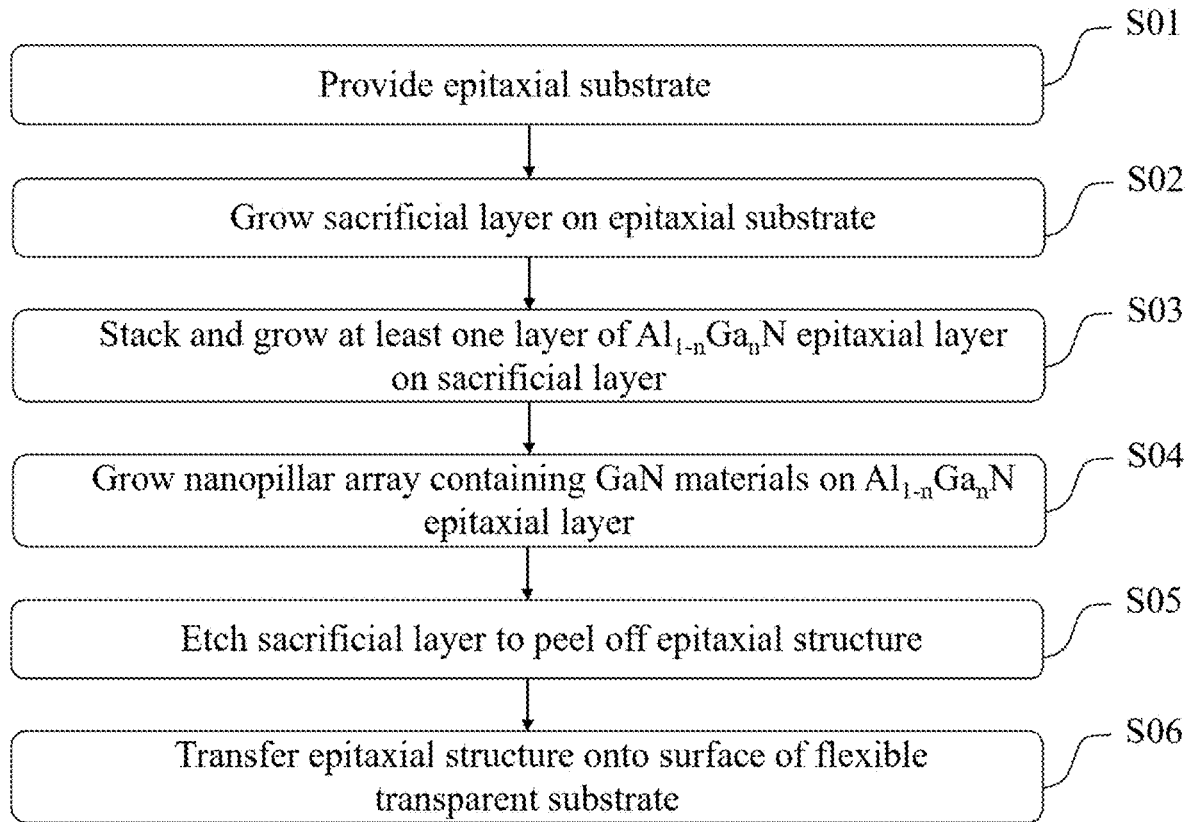 S01
Provide epitaxial substrate
S02
Grow sacrificial layer on epitaxial substrate
S03
Stack and grow at least one layer of Al₁₋ₙGaₙN epitaxial layer
on sacrificial layer
S04
Grow nanopillar array containing GaN materials on Al₁₋ₙGaₙN
epitaxial layer
S05
Etch sacrificial layer to peel off epitaxial structure
S06
Transfer epitaxial structure onto surface of flexible
transparent substrate